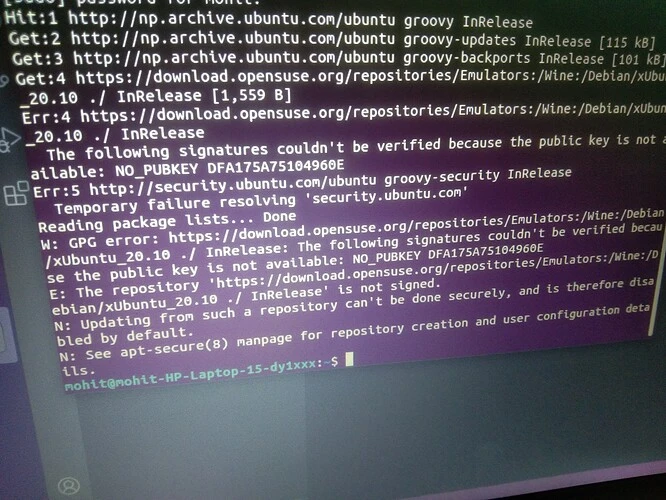 password for mohit:
Hit:1 http://np.archive.ubuntu.com/ubuntu groovy InRelease
Get:2 http://np.archive.ubuntu.com/ubuntu groovy-updates InRelease [115 kB]
Get:3 http://np.archive.ubuntu.com/ubuntu groovy-backports InRelease [101 kB]
Get:4 https://download.opensuse.org/repositories/Emulators:/Wine:/Debian/xUbun
_20.10 ./ InRelease [1,559 B]
Err:4 https://download.opensuse.org/repositories/Emulators:/Wine:/Debian/xUbun
_20.10 ./ InRelease
The following signatures couldn't be verified because the public key is not a
ailable: NO_PUBKEY DFA175A75104960E
Err:5 http://security.ubuntu.com/ubuntu groovy-security InRelease
Temporary failure resolving 'security.ubuntu.com'
Reading package lists... Done
W: GPG error: https://download.opensuse.org/repositories/Emulators:/Wine:/Debian
/xUbuntu_20.10 ./ InRelease: The following signatures couldn't be verified becau
se the public key is not available: NO_PUBKEY DFA175A75104960E
E: The repository 'https://download.opensuse.org/repositories/Emulators:/Wine:/D
ebian/xUbuntu_20.10 ./ InRelease' is not signed.
N: Updating from such a repository can't be done securely, and is therefore disa
bled by default.
N: See apt-secure(8) manpage for repository creation and user configuration deta
ils.
mohit@mohit-HP-Laptop-15-dy1xxx:~$